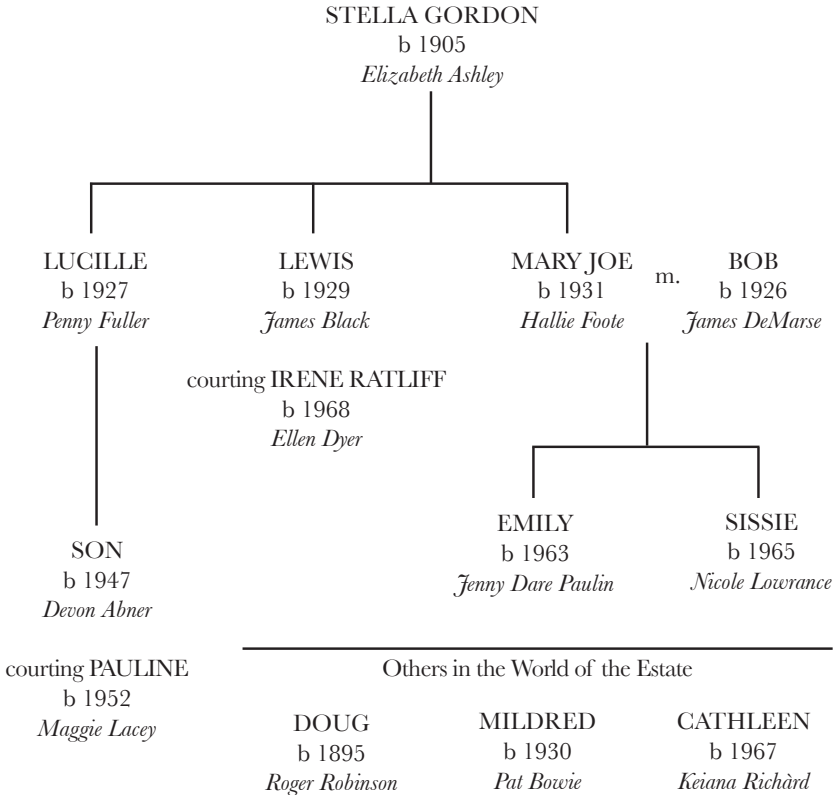 STELLA GORDON
b 1905
Elizabeth Ashley
LUCILLE
b 1927
Penny Fuller
LEWIS
b 1929
James Black
MARY JOE
b 1931
Hallie Foote
m.
BOB
b 1926
James DeMarse
courting IRENE RATLIFF
b 1968
Ellen Dyer
SON
b 1947
Devon Abner
EMILY
b 1963
Jenny Dare Paulin
SISSIE
b 1965
Nicole Lowrance
courting PAULINE
b 1952
Maggie Lacey
Others in the World of the Estate
DOUG
b 1895
Roger Robinson
MILDRED
b 1930
Pat Bowie
CATHLEEN
b 1967
Keiana Richàrd